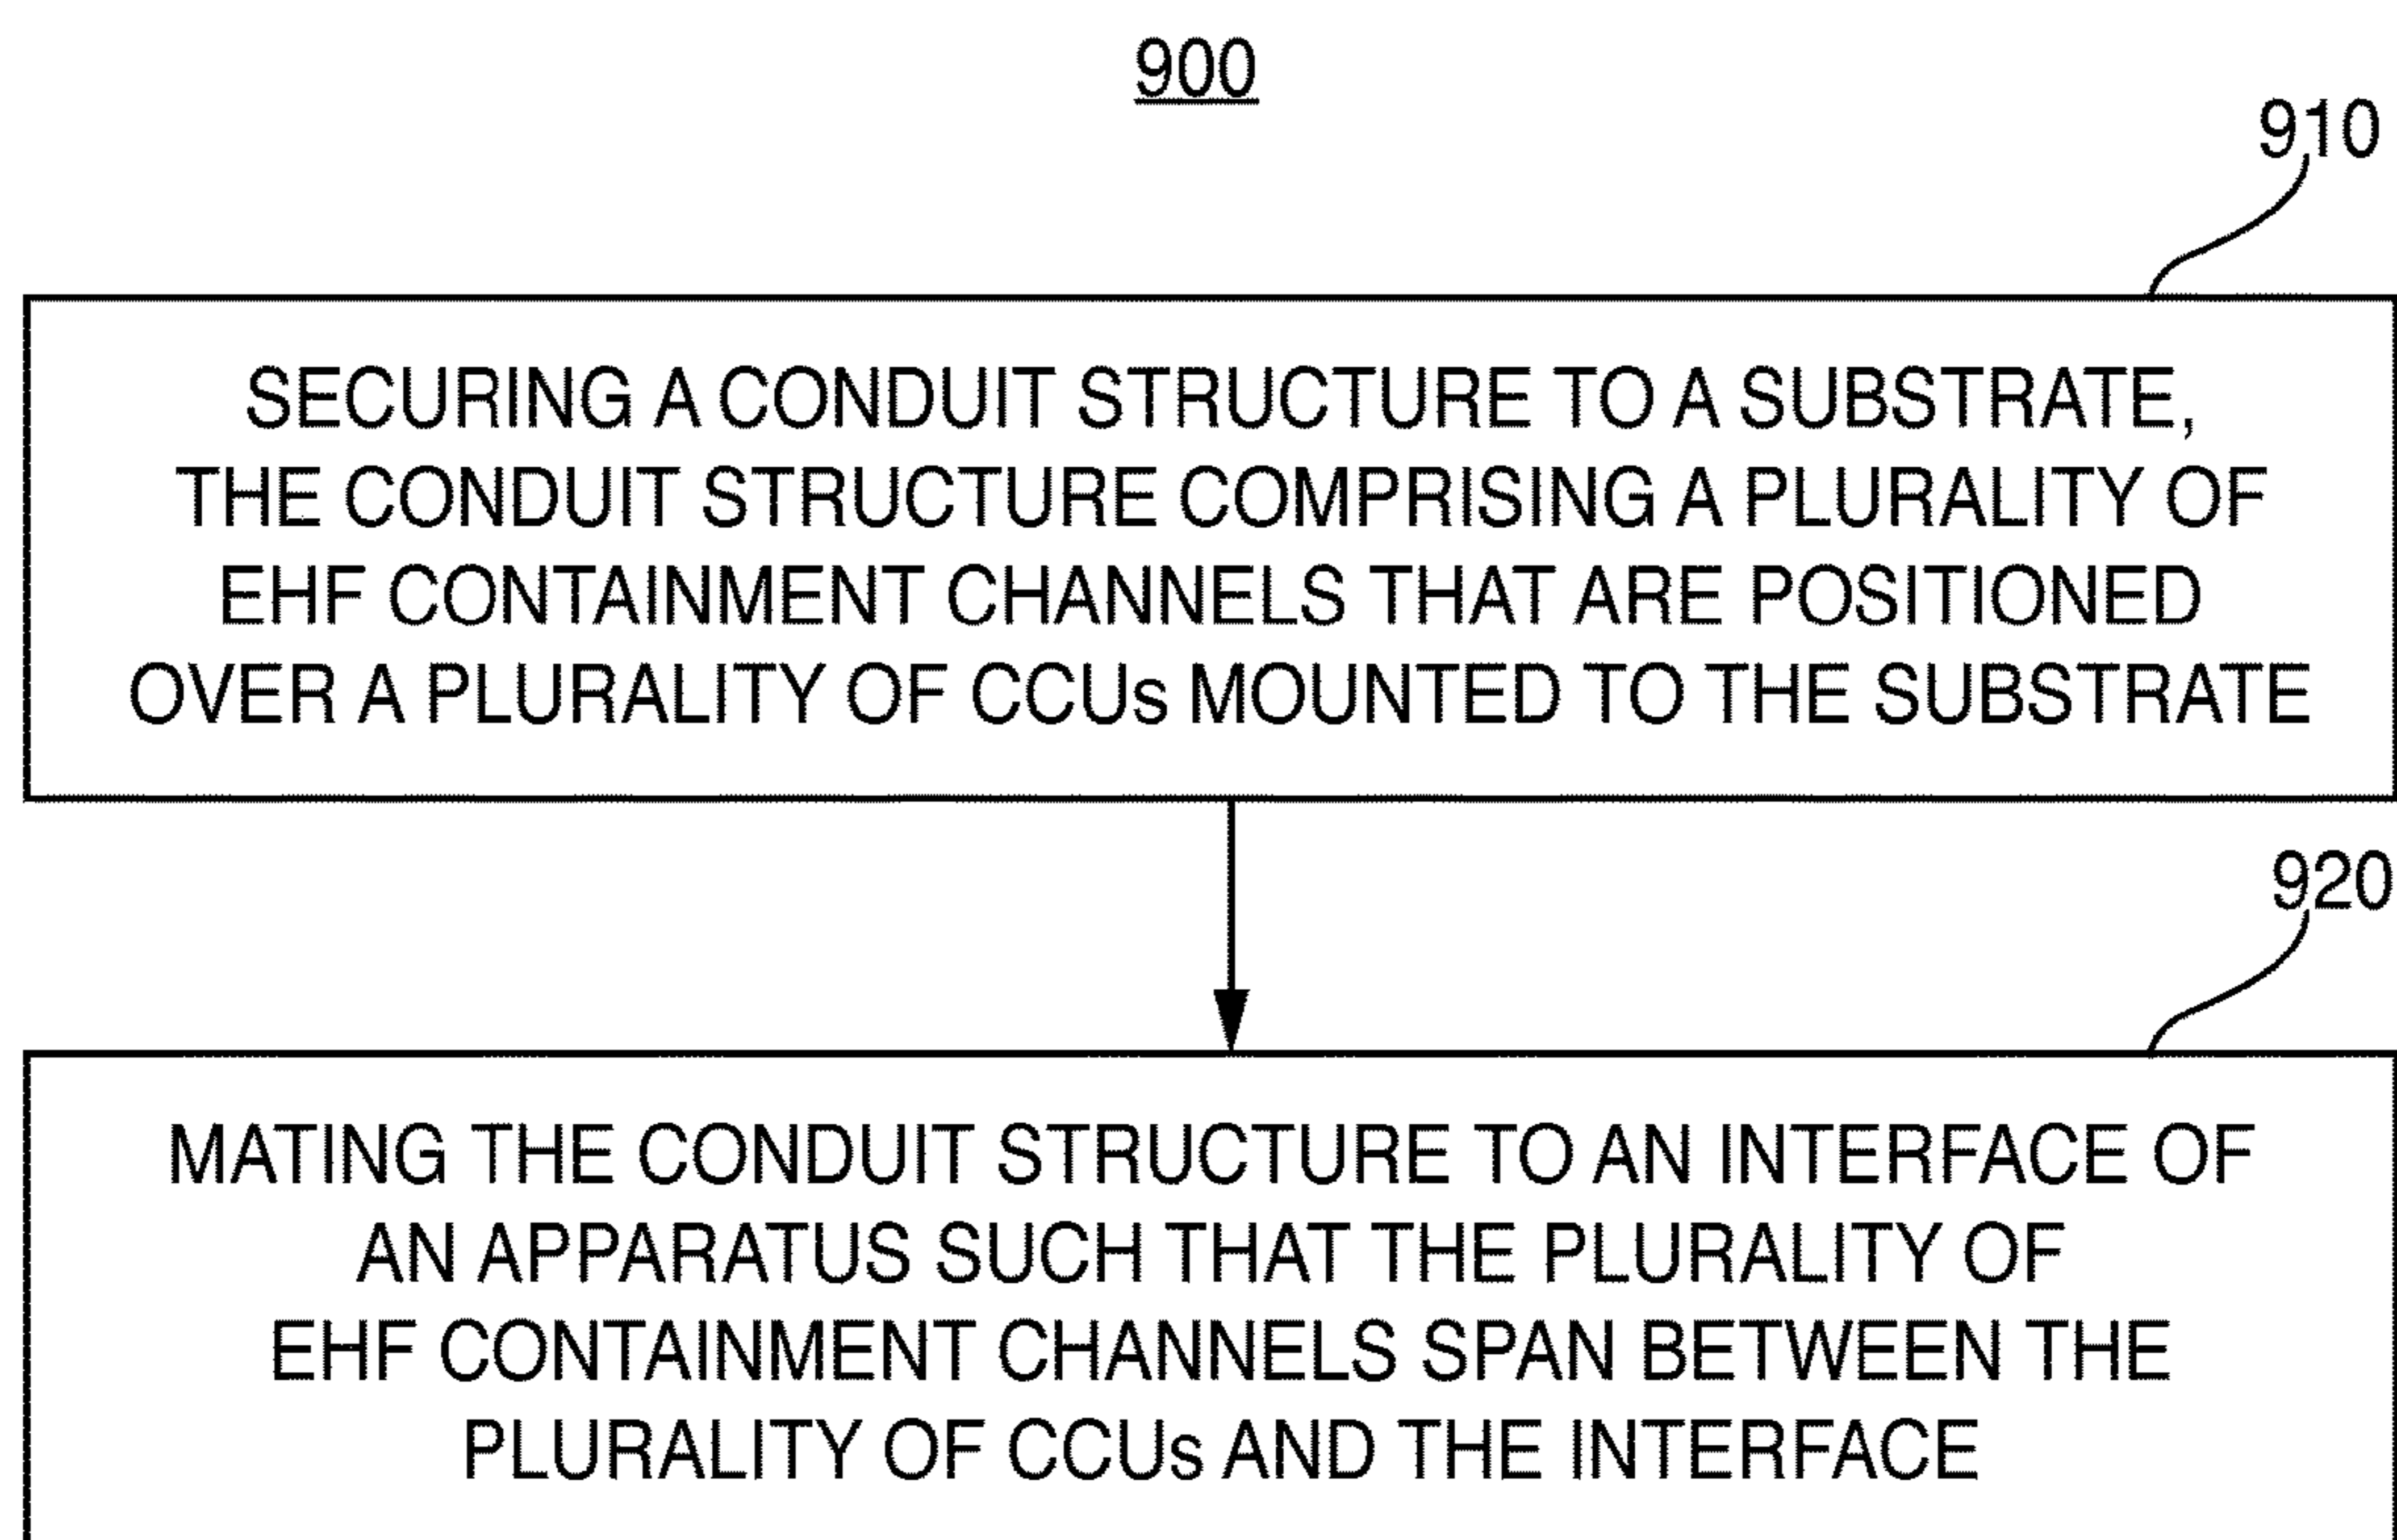 900
910
SECURING A CONDUIT STRUCTURE TO A SUBSTRATE,
THE CONDUIT STRUCTURE COMPRISING A PLURALITY OF
EHF CONTAINMENT CHANNELS THAT ARE POSITIONED
OVER A PLURALITY OF CCUs MOUNTED TO THE SUBSTRATE
920
MATING THE CONDUIT STRUCTURE TO AN INTERFACE OF
AN APPARATUS SUCH THAT THE PLURALITY OF
EHF CONTAINMENT CHANNELS SPAN BETWEEN THE
PLURALITY OF CCUs AND THE INTERFACE